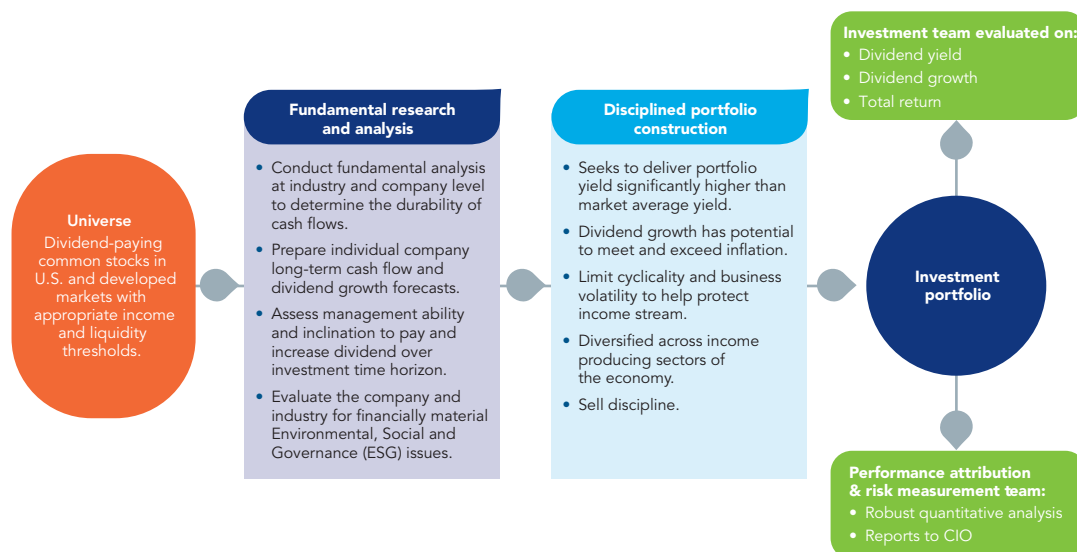 Universe
Dividend-paying
common stocks in
U.S. and developed
markets with
appropriate income
and liquidity
thresholds.
Fundamental research
and analysis
• Conduct fundamental analysis
at industry and company level
to determine the durability of
cash flows.
• Prepare individual company
long-term cash flow and
dividend growth forecasts.
• Assess management ability
and inclination to pay and
increase dividend over
investment time horizon.
• Evaluate the company and
industry for financially material
Environmental, Social and
Governance (ESG) issues.
Disciplined portfolio
construction
• Seeks to deliver portfolio
yield significantly higher than
market average yield.
• Dividend growth has potential
to meet and exceed inflation.
• Limit cyclicality and business
volatility to help protect
income stream.
• Diversified across income
producing sectors of
the economy.
• Sell discipline.
Investment team evaluated on:
• Dividend yield
• Dividend growth
• Total return
Investment
portfolio
Performance attribution
& risk measurement team:
• Robust quantitative analysis
• Reports to CIO